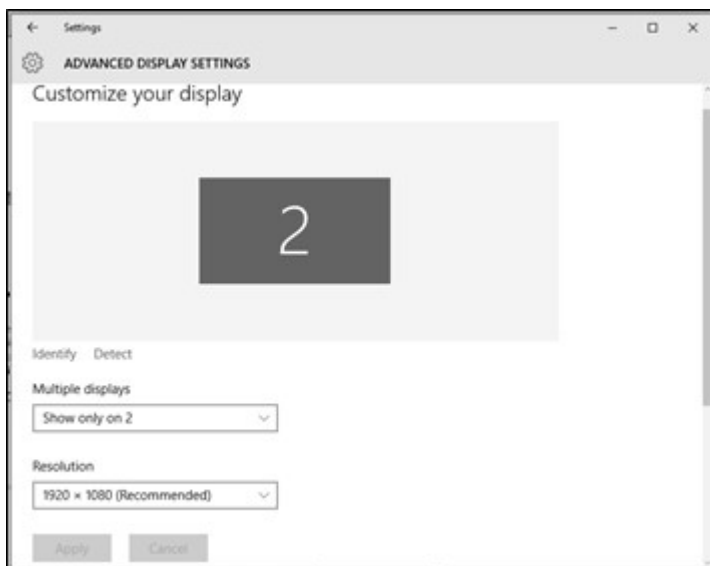 Settings
ADVANCED DISPLAY SETTINGS
Customize your display
2
Identify Detect
Multiple displays
Show only on 2
Resolution
1920 × 1080 (Recommended)
Apply Cancel